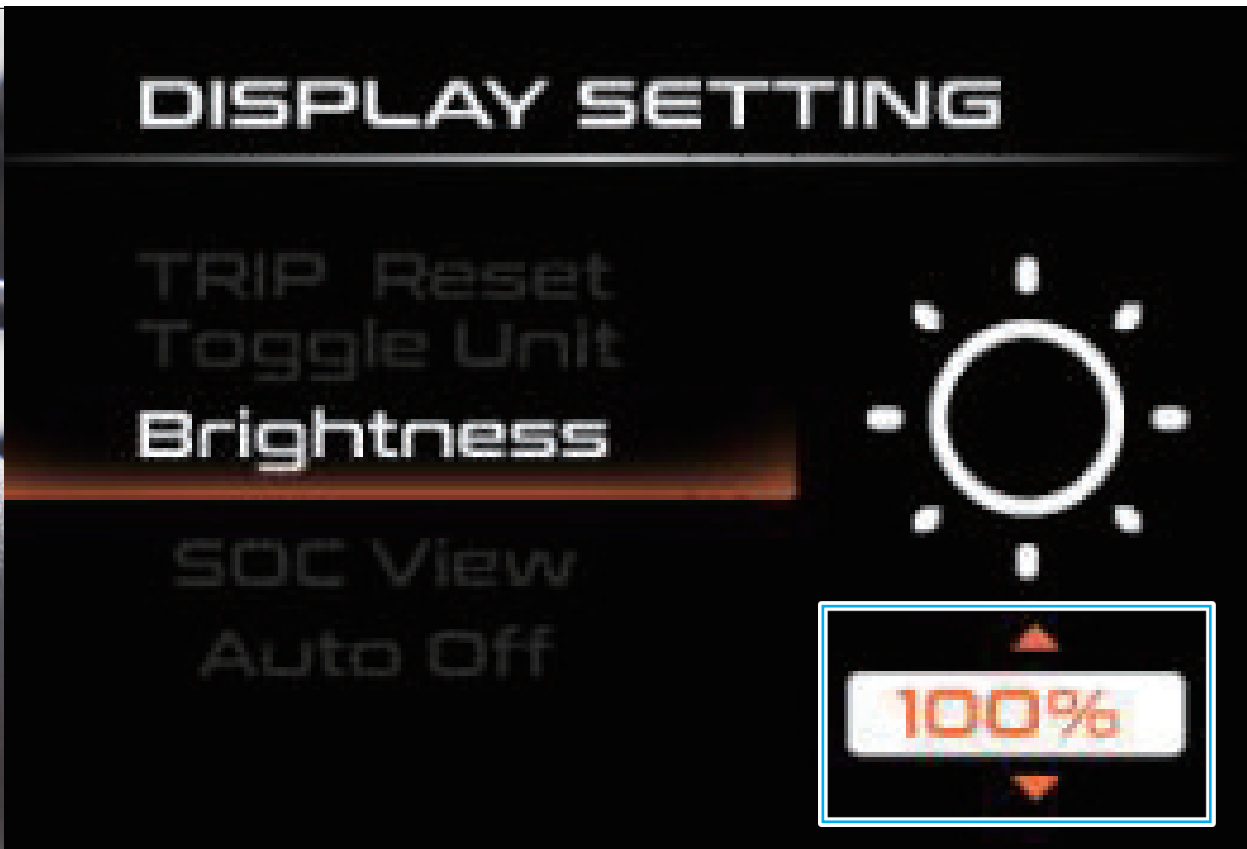 DISPLAY SETTING
TRIP Reset
Toggle Unit
Brightness
SOC View
Auto Off
100%